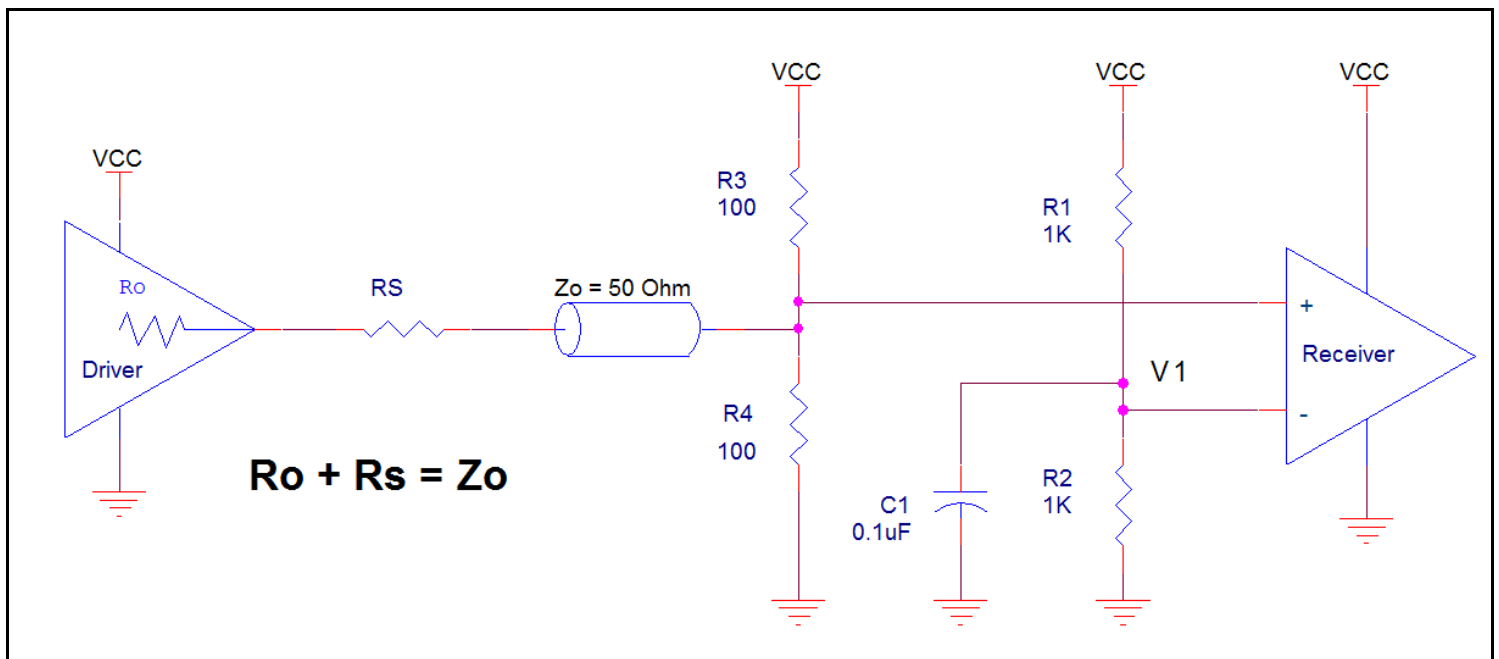 VCC
VCC
VCC
VCC
R3
100
R1
1K
Ro
RS
Zo = 50 Ohm
+
Receiver
Driver
V1
R4
100
-
Ro + Rs = Zo
C1
0.1uF
R2
1K